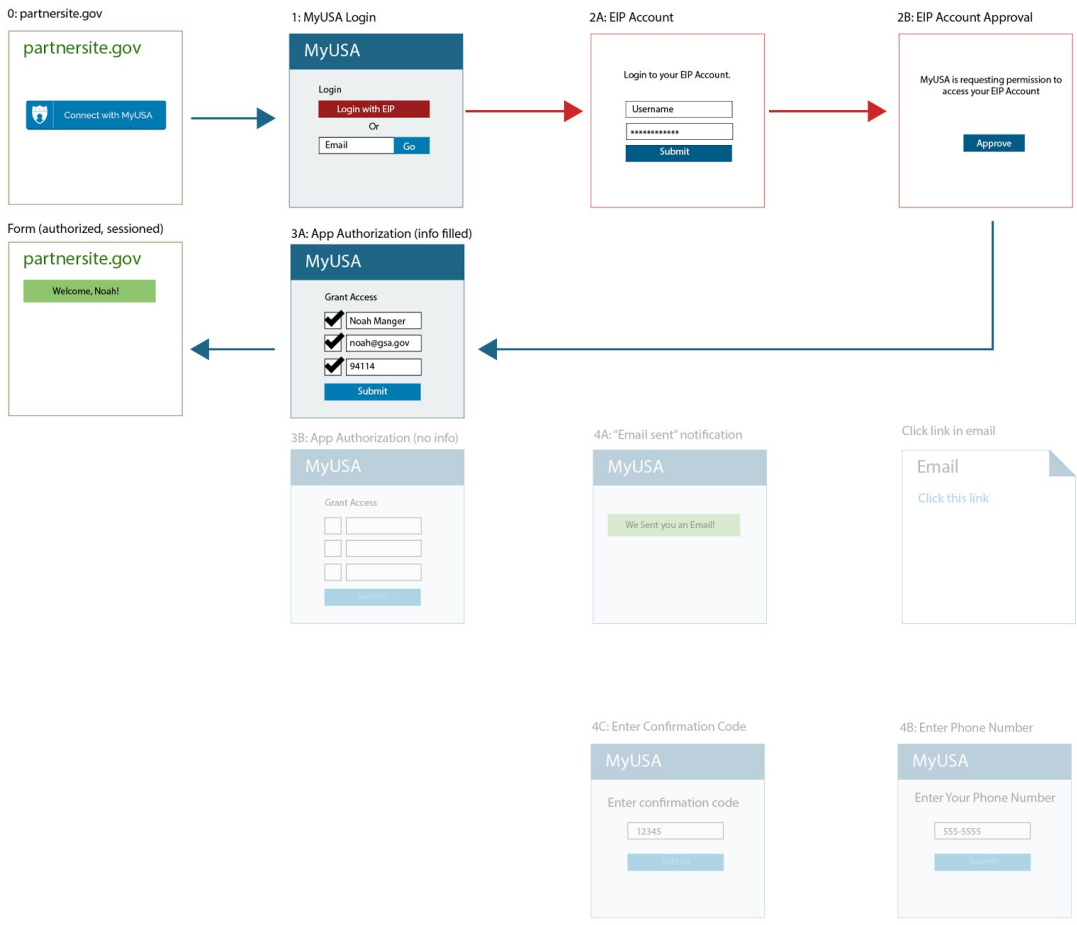 0: partnersite.gov
partnersite.gov
Connect with MyUSA
1: MyUSA Login
MyUSA
Login
Login with EIP
Or
Email
Go
2A: EIP Account
Login to your EIP Account.
Username
************
Submit
2B: EIP Account Approval
MyUSA is requesting permission to
access your EIP Account
Approve
Form (authorized, sessioned)
partnersite.gov
Welcome, Noah!
3A: App Authorization (info filled)
MyUSA
Grant Access
Noah Manger
noah@gsa.gov
94114
Submit
3B: App Authorization (no info)
MyUSA
Grant Access
Submit
4A: "Email sent" notification
MyUSA
We Sent you an Email!
Click link in email
Email
Click this link
4C: Enter Confirmation Code
MyUSA
Enter confirmation code
12345
Submit
4B: Enter Phone Number
MyUSA
Enter Your Phone Number
555-5555
Submit